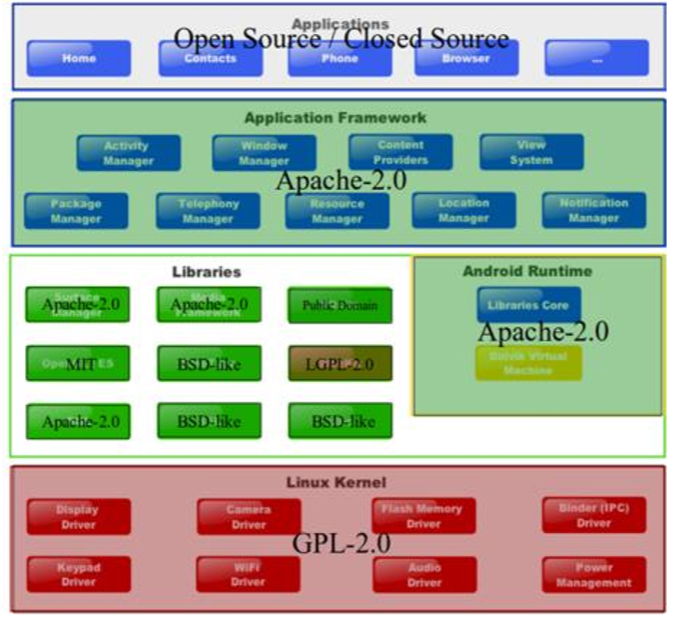 Applications
Open Source / Closed Source
Home
Contacts
Phone
Browser
...
Application Framework
Activity
Manager
Window
Manager
Content
Providers
View
System
Apache-2.0
Package
Manager
Telephony
Manager
Resource
Manager
Location
Manager
Notification
Manager
Libraries
Surface
Manager
Apache-2.0
Media
Framework
Apache-2.0
Public Domain
MIT
BSD-like
LGPL-2.0
Apache-2.0
BSD-like
BSD-like
Android Runtime
Libraries Core
Apache-2.0
Dalvik Virtual
Machine
Linux Kernel
Display
Driver
Camera
Driver
Flash Memory
Driver
Binder (IPC)
Driver
GPL-2.0
Keypad
Driver
WiFi
Driver
Audio
Driver
Power
Management